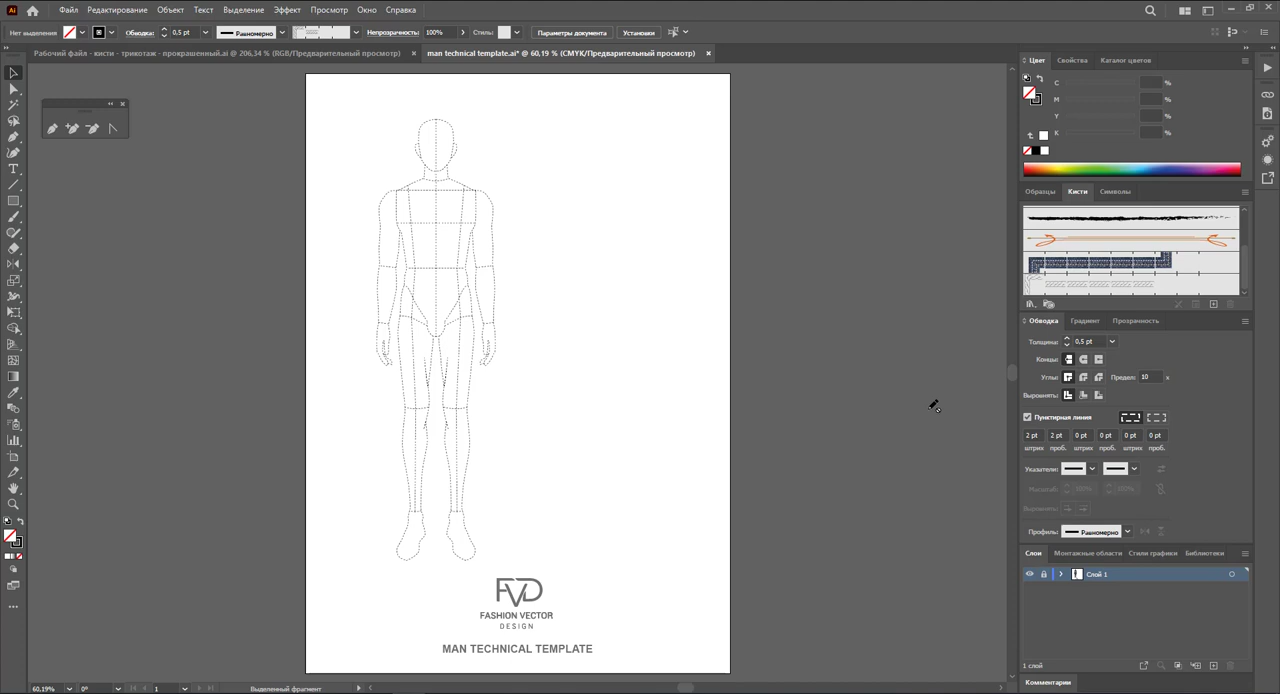 Ai Файл Редактирование Объект Текст Выделение Эффект Просмотр Окно Справка
Нет выделения Обводка: 0,5 pt Равномерно Непрозрачность: 100% Стили: Параметры документа Установки
Рабочий файл - кисти - трикотаж - прокрашенный.ai @ 206,34 % (RGB/Предварительный просмотр) × man technical template.ai* @ 60,19 % (CMYK/Предварительный просмотр) ×
Цвет Свойства Каталог цветов
C %
M %
Y %
K %
Образцы Кисти Символы
Обводка Градиент Прозрачность
Толщина: 0,5 pt
Концы:
Углы: Предел: 10 x
Выровнять:
Пунктирная линия
2 pt 2 pt 0 pt 0 pt 0 pt 0 pt
штрих проб. штрих проб. штрих проб.
Указатели:
Масштаб: 100% 100%
Выровнять:
Профиль: Равномерно
Слои Монтажные области Стили графики Библиотеки
Слой 1
FVD
FASHION VECTOR
DESIGN
MAN TECHNICAL TEMPLATE
1 слой
Комментарии
60,19% 0° 1 Выделенный фрагмент